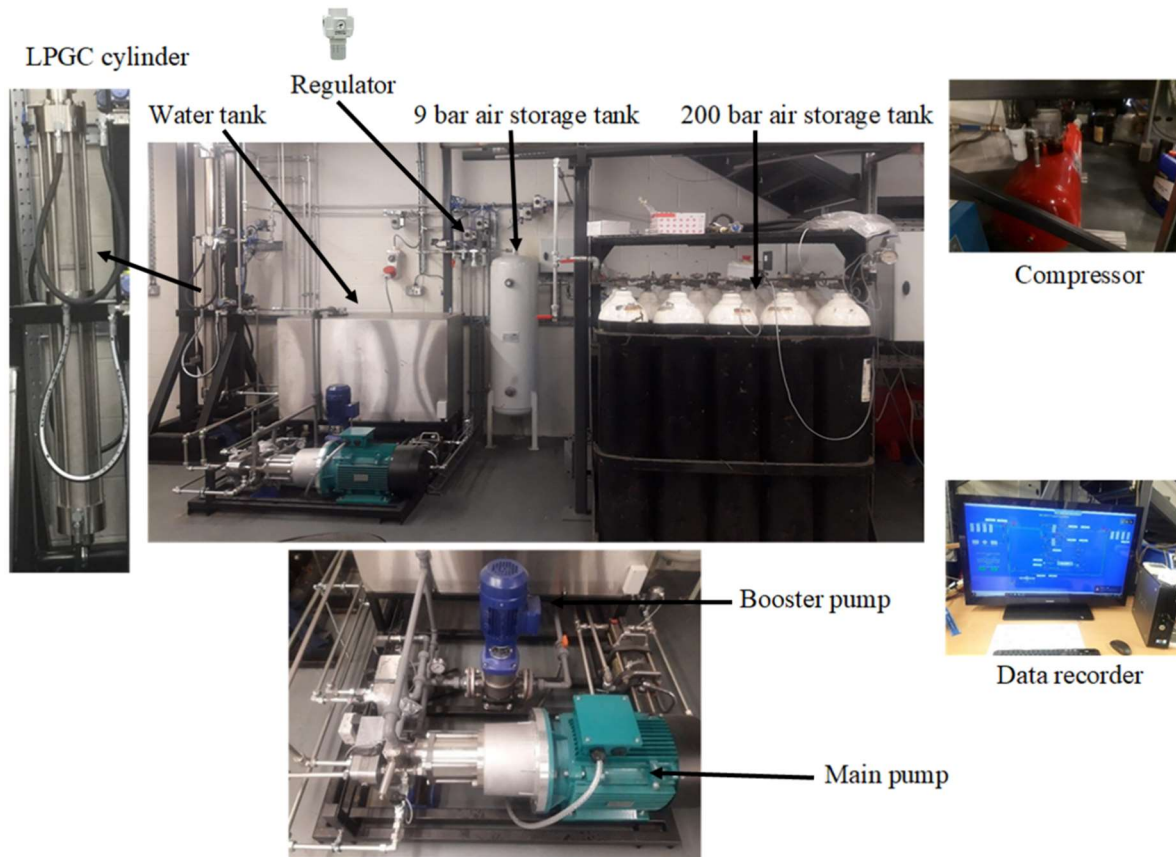 LPGC cylinder
Regulator
Water tank
9 bar air storage tank
200 bar air storage tank
Compressor
Booster pump
Data recorder
Main pump